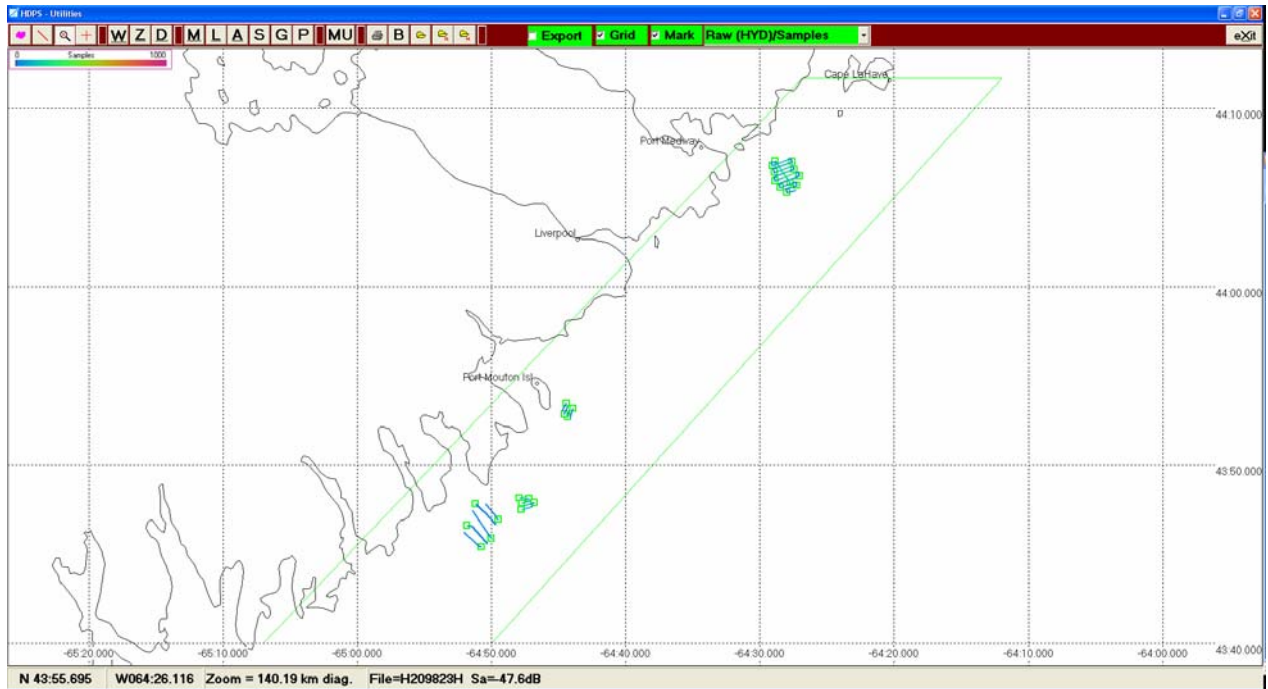 HDPS - Utilities
W Z D M L A S G P MU B Export Grid Mark Raw (HYD)/Samples eXit
0 Samples 1000
Cape LaHave
44:10.000
Port Medway
Liverpool
44:00.000
Port Mouton Isl
43:50.000
43:40.000
-65:20.000 -65:10.000 -65:00.000 -64:50.000 -64:40.000 -64:30.000 -64:20.000 -64:10.000 -64:00.000
N 43:55.695 W064:26.116 Zoom = 140.19 km diag. File=H209823H Sa=-47.6dB